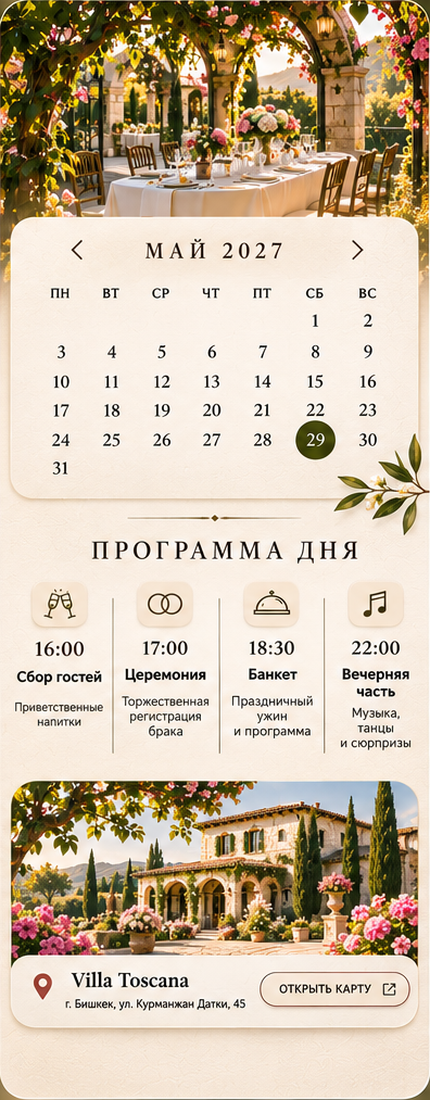 МАЙ 2027
ПН ВТ СР ЧТ ПТ СБ ВС
1 2
3 4 5 6 7 8 9
10 11 12 13 14 15 16
17 18 19 20 21 22 23
24 25 26 27 28 29 30
31
ПРОГРАММА ДНЯ
16:00
Сбор гостей
Приветственные
напитки
17:00
Церемония
Торжественная
регистрация
брака
18:30
Банкет
Праздничный
ужин
и программа
22:00
Вечерняя
часть
Музыка,
танцы
и сюрпризы
Villa Toscana
г. Бишкек, ул. Курманжан Датки, 45
ОТКРЫТЬ КАРТУ